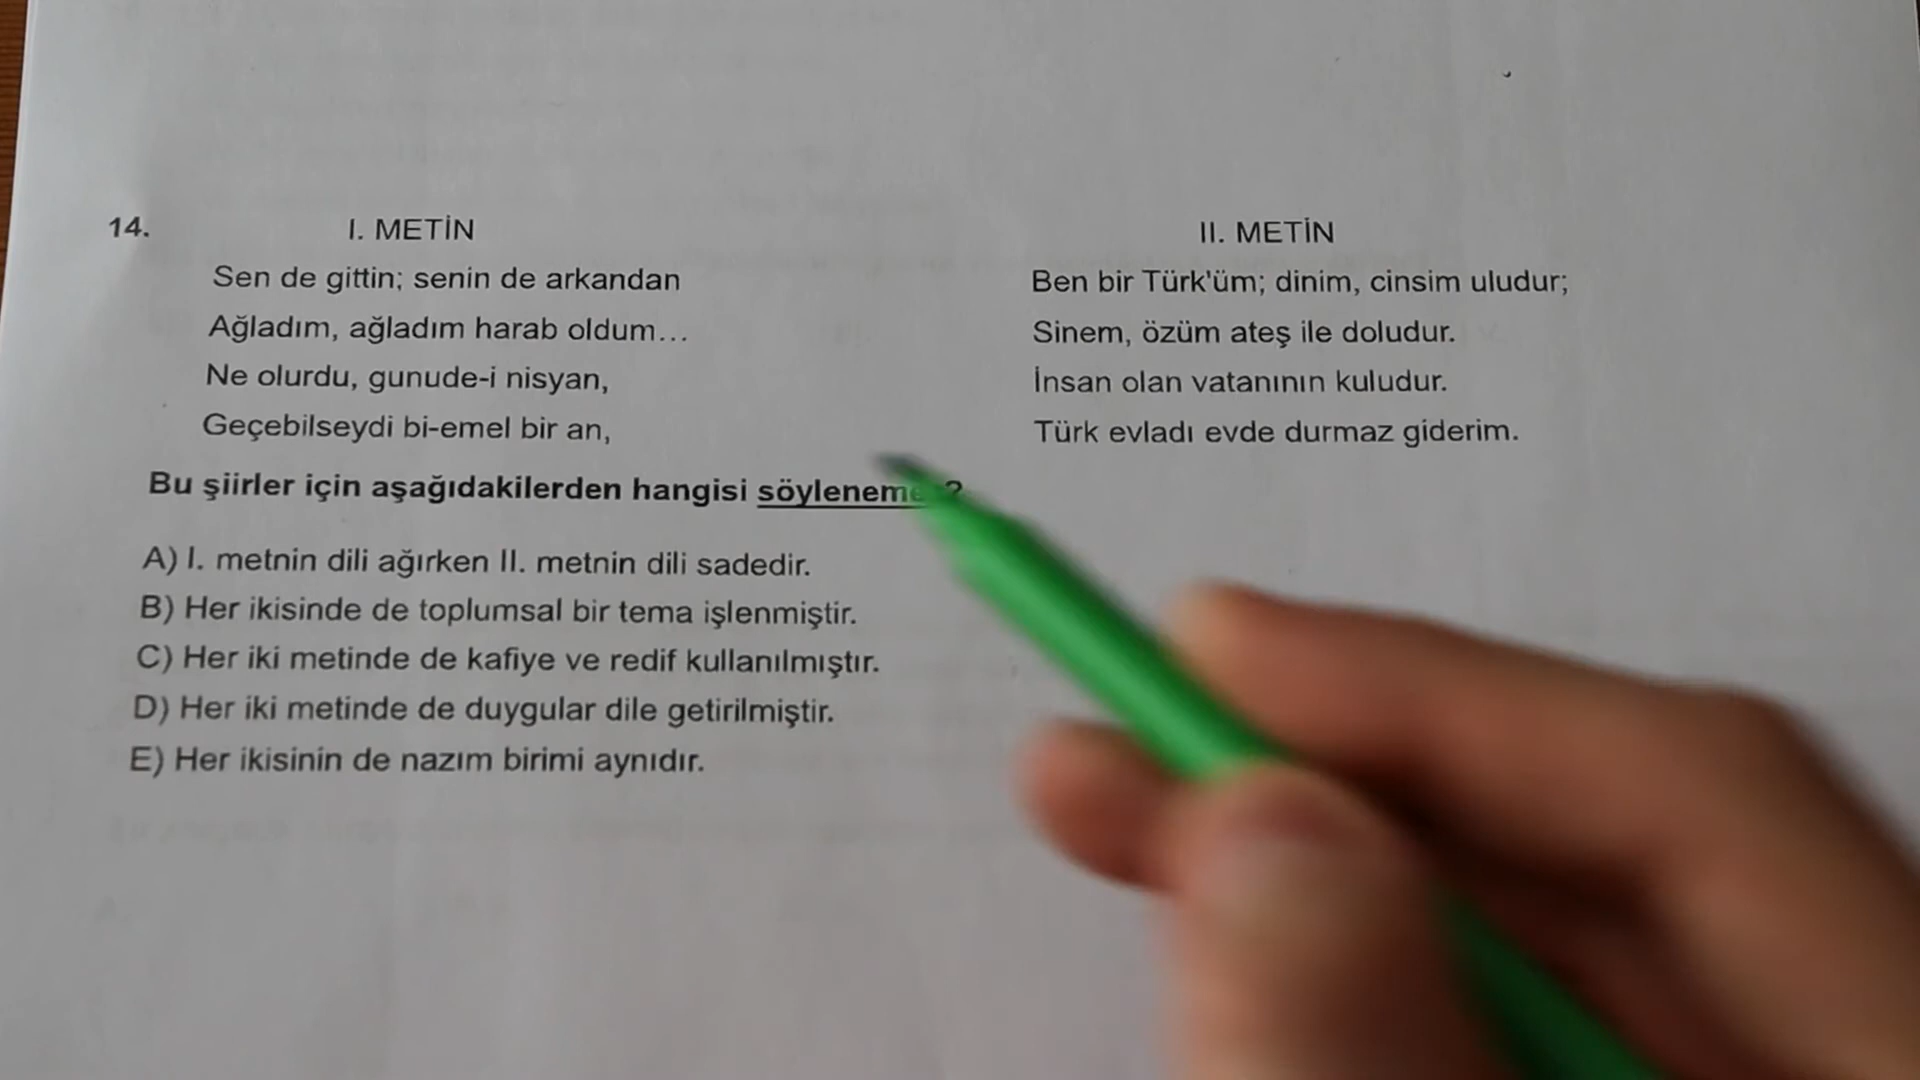 14.
I. METİN
Sen de gittin; senin de arkandan
Ağladım, ağladım harab oldum...
Ne olurdu, gunude-i nisyan,
Geçebilseydi bi-emel bir an,
II. METİN
Ben bir Türk'üm; dinim, cinsim uludur;
Sinem, özüm ateş ile doludur.
İnsan olan vatanının kuludur.
Türk evladı evde durmaz giderim.
Bu şiirler için aşağıdakilerden hangisi ?
A) I. metnin dili ağırken II. metnin dili sadedir.
B) Her ikisinde de toplumsal bir tema işlenmiştir.
C) Her iki metinde de kafiye ve redif kullanılmıştır.
D) Her iki metinde de duygular dile getirilmiştir.
E) Her ikisinin de nazım birimi aynıdır.